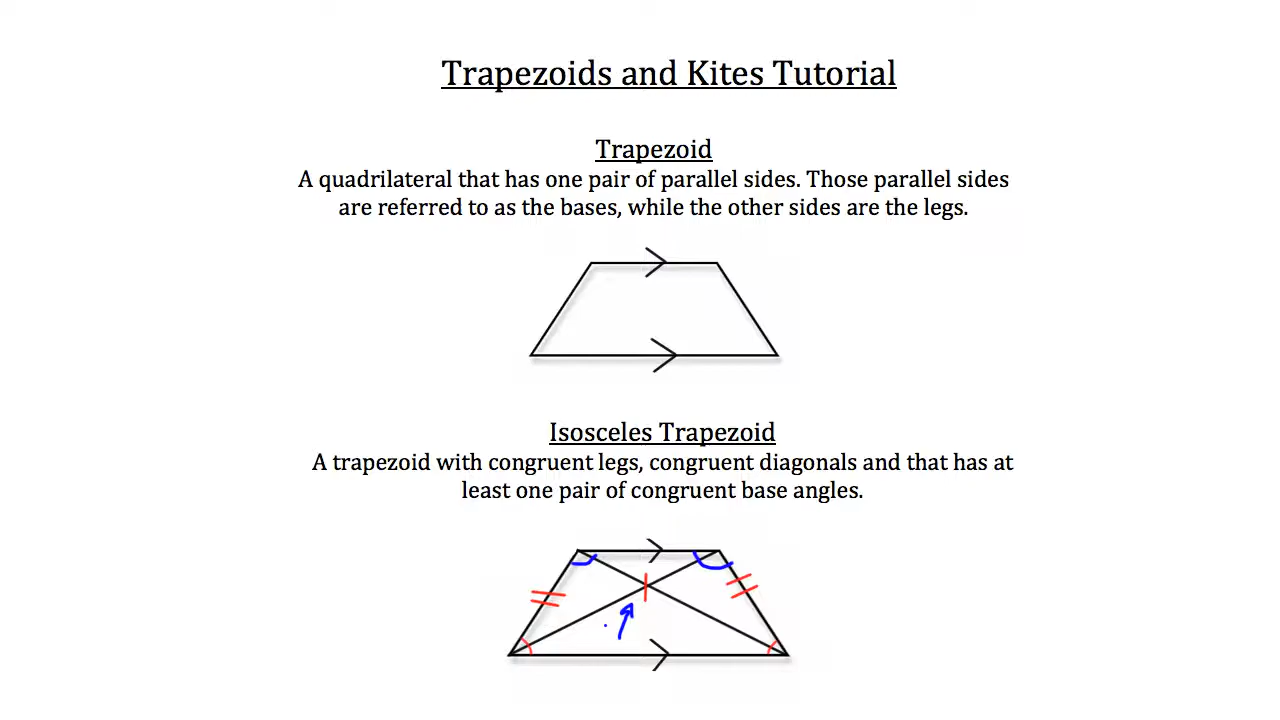 Trapezoids and Kites Tutorial
Trapezoid
A quadrilateral that has one pair of parallel sides. Those parallel sides
are referred to as the bases, while the other sides are the legs.
Isosceles Trapezoid
A trapezoid with congruent legs, congruent diagonals and that has at
least one pair of congruent base angles.